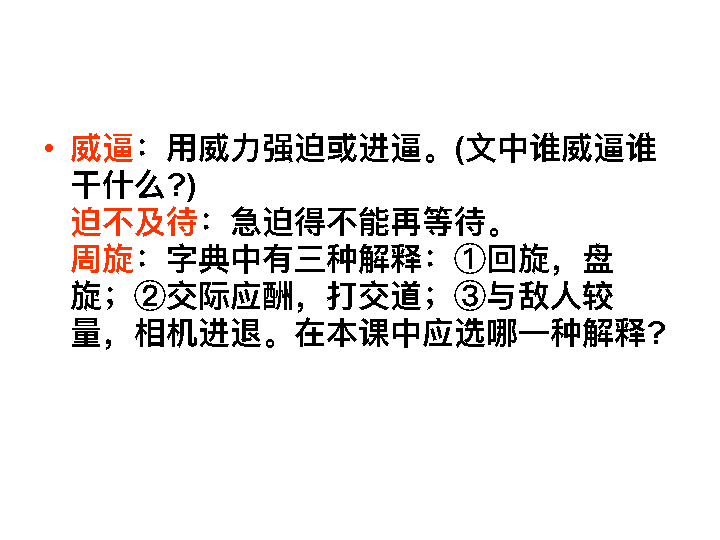 • 威逼：用威力强迫或进逼。(文中谁威逼谁
干什么?)
迫不及待：急迫得不能再等待。
周旋：字典中有三种解释：①回旋，盘
旋；②交际应酬，打交道；③与敌人较
量，相机进退。在本课中应选哪一种解释?